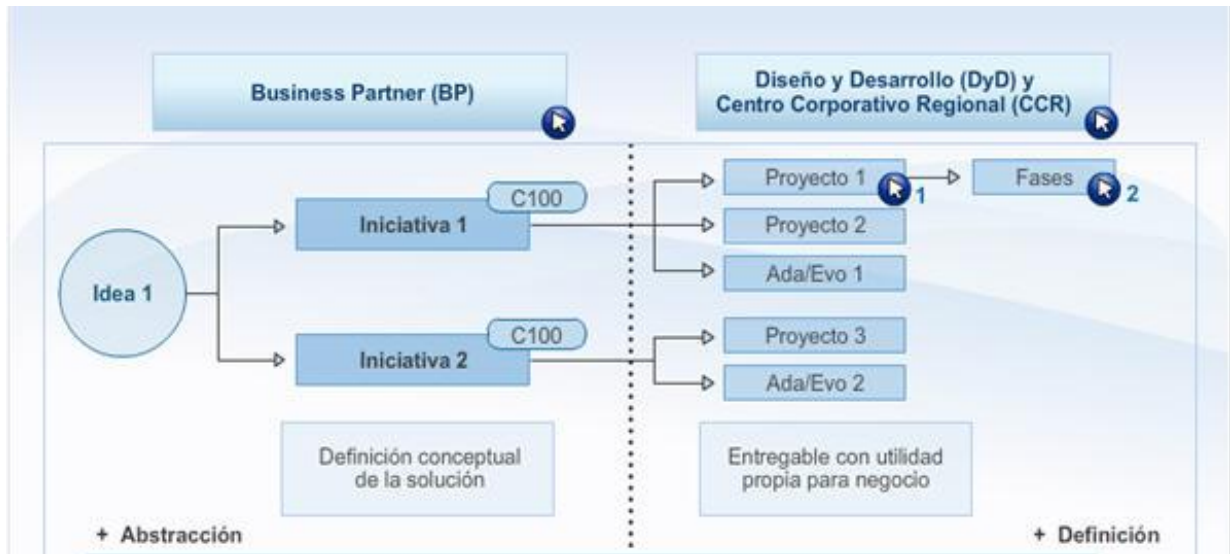 Business Partner (BP)
Diseño y Desarrollo (DyD) y
Centro Corporativo Regional (CCR)
C100
Iniciativa 1
Proyecto 1
1
Fases
2
Proyecto 2
Ada/Evo 1
Idea 1
C100
Iniciativa 2
Proyecto 3
Ada/Evo 2
Definición conceptual
de la solución
Entregable con utilidad
propia para negocio
+ Abstracción
+ Definición